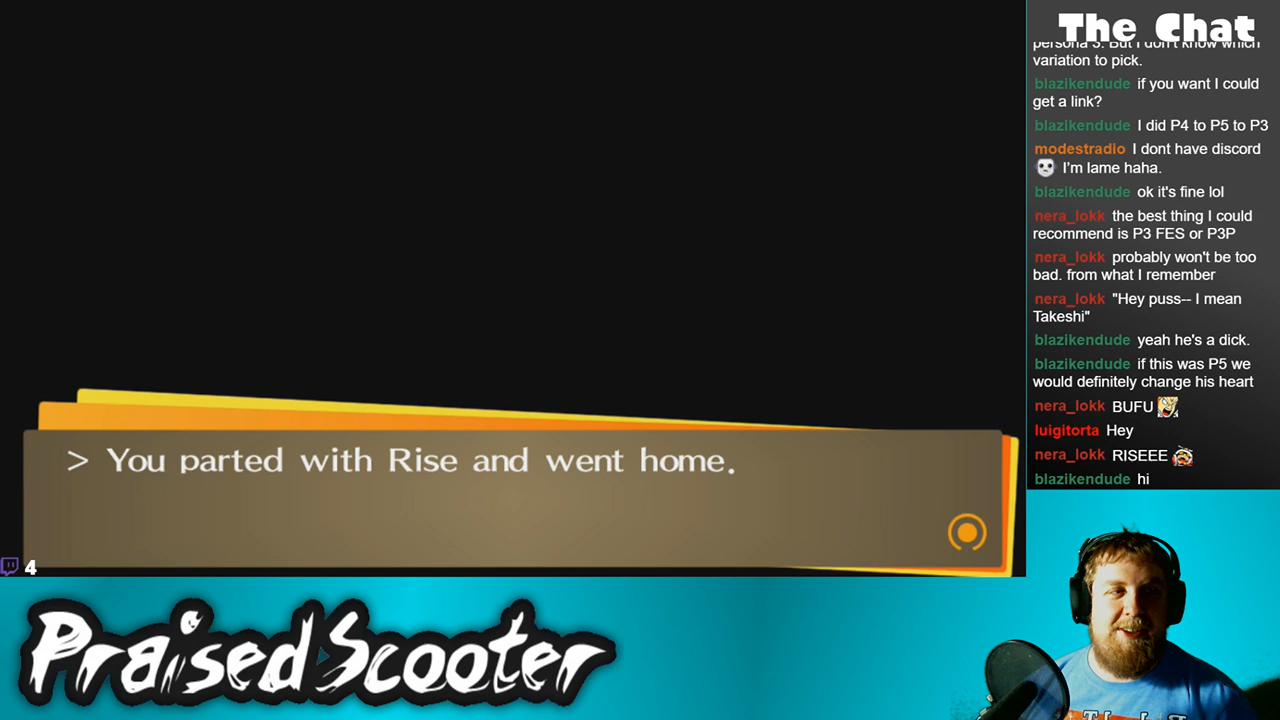 The Chat
persona 3. But I don't know which
variation to pick.
blazikendude if you want I could
get a link?
blazikendude I did P4 to P5 to P3
modestradio I dont have discord
I'm lame haha.
blazikendude ok it's fine lol
nera_lokk the best thing I could
recommend is P3 FES or P3P
nera_lokk probably won't be too
bad. from what I remember
nera_lokk "Hey puss-- I mean
Takeshi"
blazikendude yeah he's a dick.
blazikendude if this was P5 we
would definitely change his heart
nera_lokk BUFU
luigitorta Hey
nera_lokk RISEEE
blazikendude hi
> You parted with Rise and went home.
4
PraisedScooter